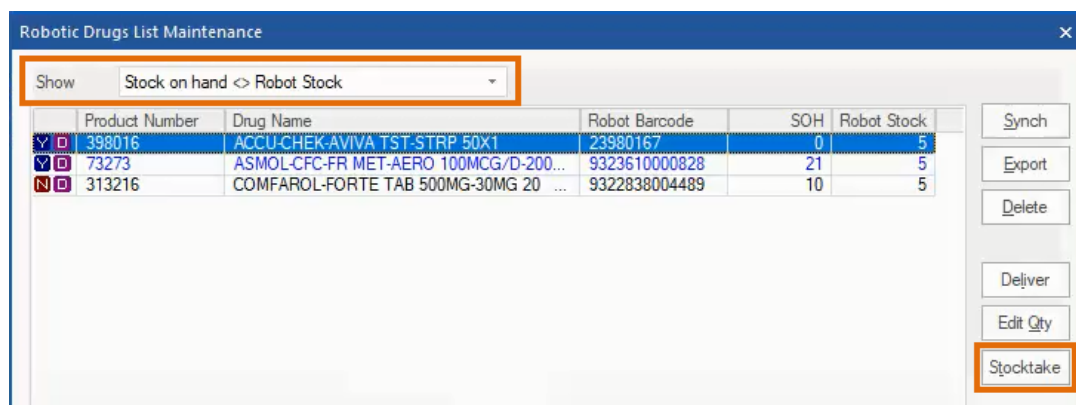 Robotic Drugs List Maintenance ×
Show Stock on hand <> Robot Stock
Product Number Drug Name Robot Barcode SOH Robot Stock
Y D 398016 ACCU-CHEK-AVIVA TST-STRP 50X1 23980167 0 5
Y D 73273 ASMOL-CFC-FR MET-AERO 100MCG/D-200... 9323610000828 21 5
N D 313216 COMFAROL-FORTE TAB 500MG-30MG 20 ... 9322838004489 10 5
Synch
Export
Delete
Deliver
Edit Qty
Stocktake